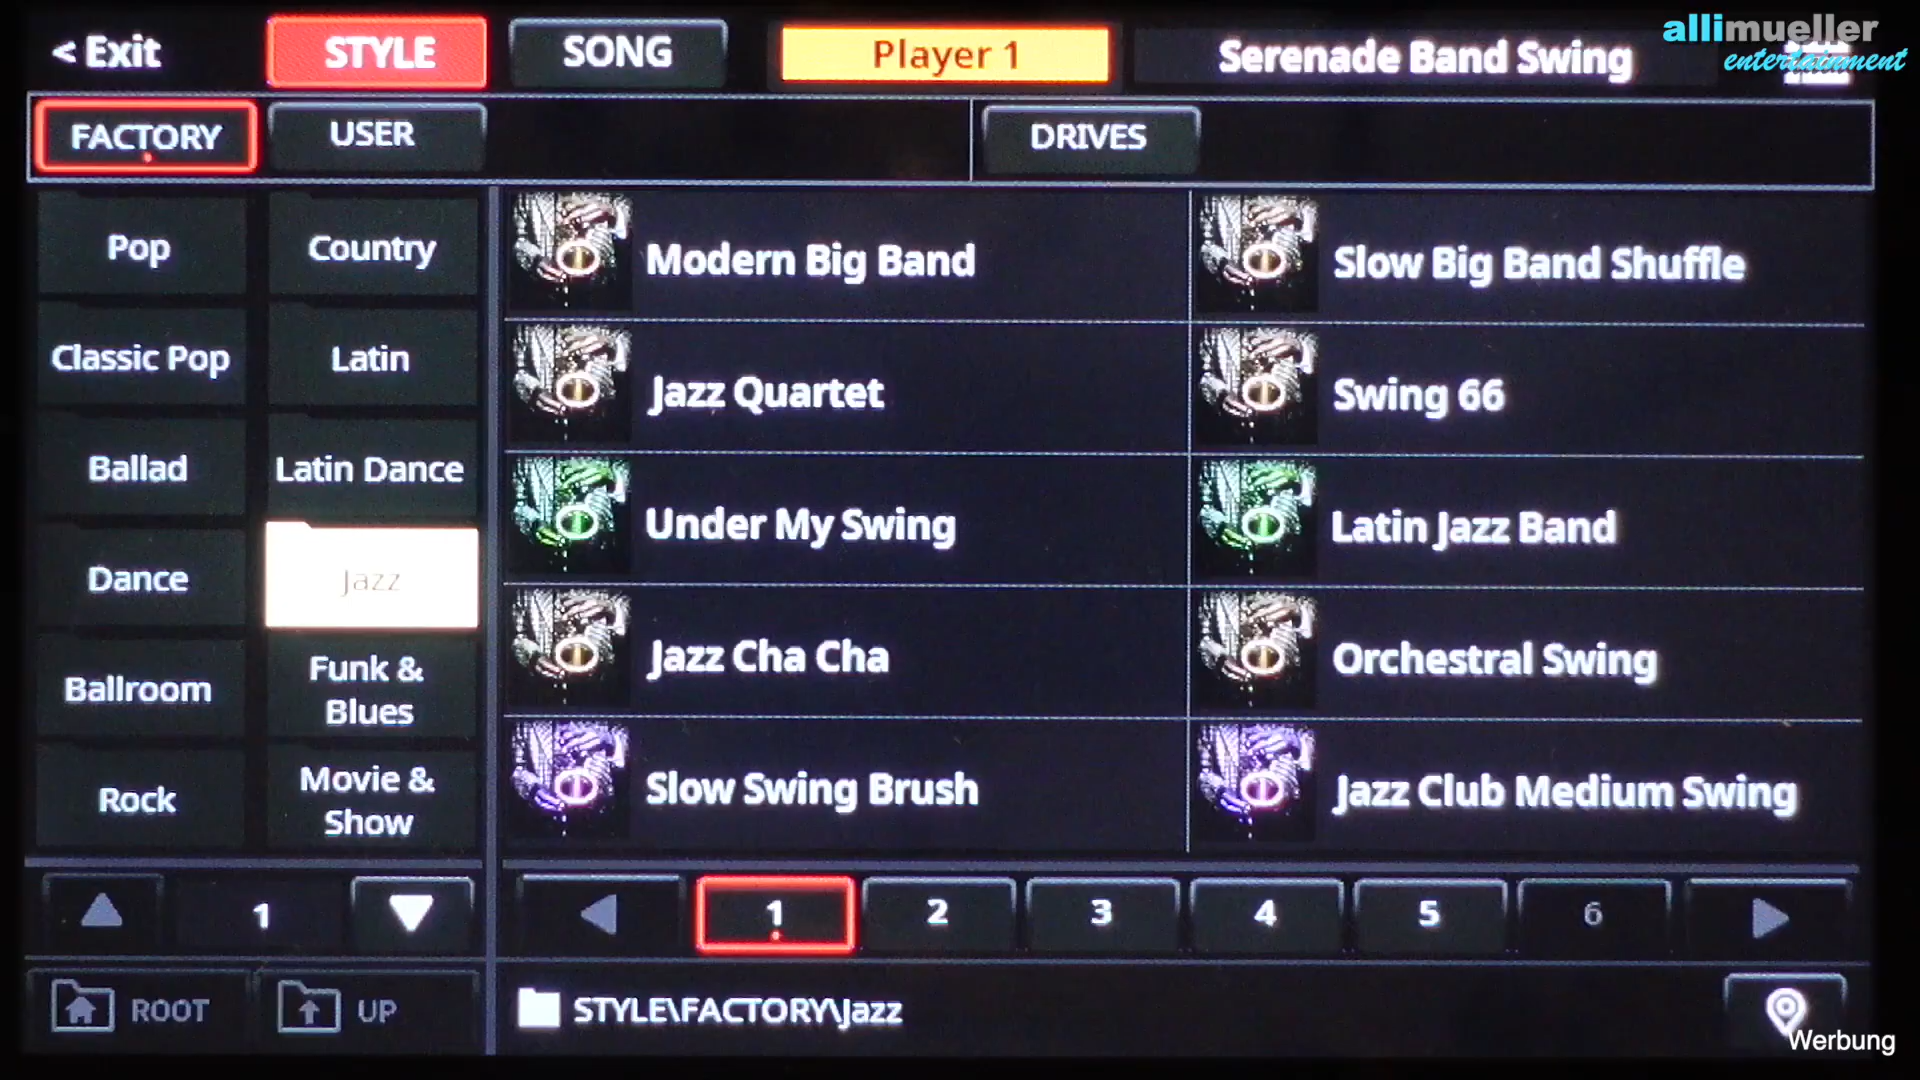 < Exit
STYLE
SONG
Player 1
Serenade Band Swing
allimueller
entertainment
FACTORY
USER
DRIVES
Pop
Country
Classic Pop
Latin
Ballad
Latin Dance
Dance
Jazz
Ballroom
Funk &
Blues
Rock
Movie &
Show
Modern Big Band
Slow Big Band Shuffle
Jazz Quartet
Swing 66
Under My Swing
Latin Jazz Band
Jazz Cha Cha
Orchestral Swing
Slow Swing Brush
Jazz Club Medium Swing
1
1
2
3
4
5
6
ROOT
UP
STYLE\FACTORY\Jazz
Werbung